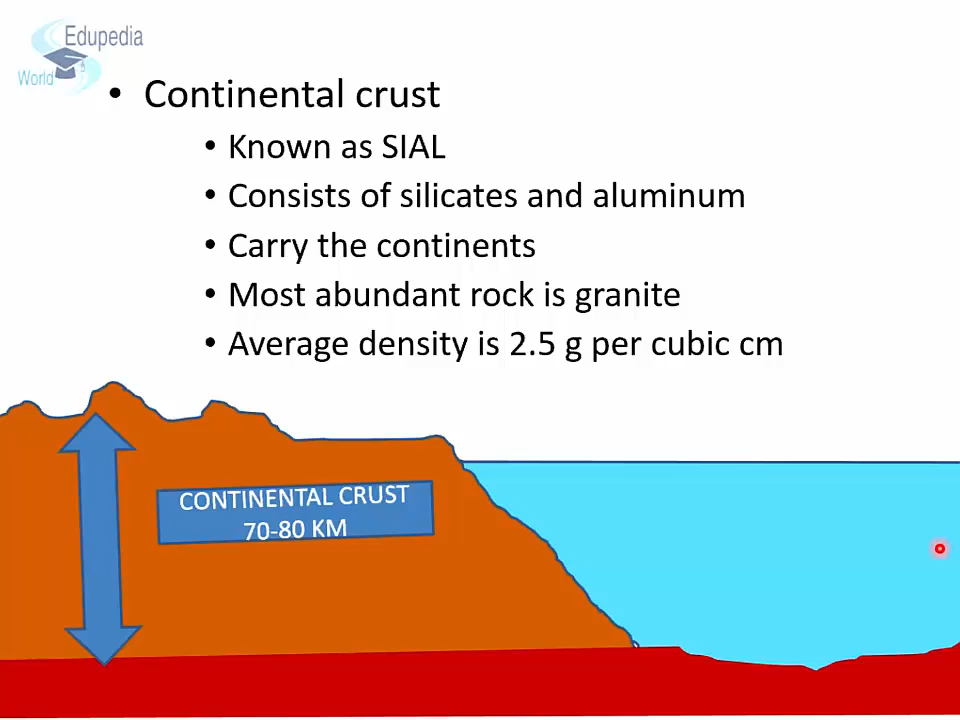 Edupedia
World
• Continental crust
• Known as SIAL
• Consists of silicates and aluminum
• Carry the continents
• Most abundant rock is granite
• Average density is 2.5 g per cubic cm
CONTINENTAL CRUST
70-80 KM